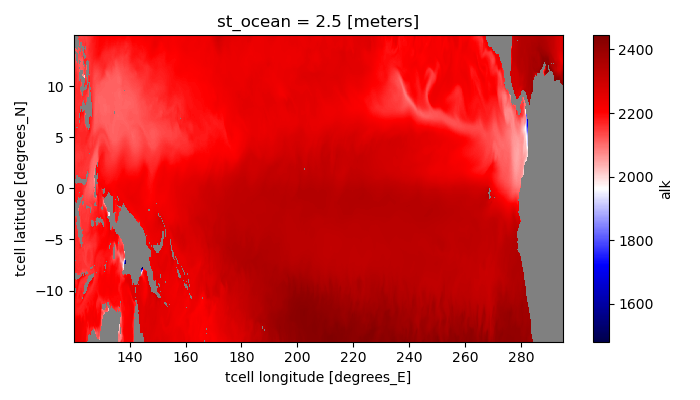 st_ocean = 2.5 [meters]
10
5
0
−5
−10
tcell latitude [degrees_N]
140 160 180 200 220 240 260 280
tcell longitude [degrees_E]
2400
2200
2000
1800
1600
alk